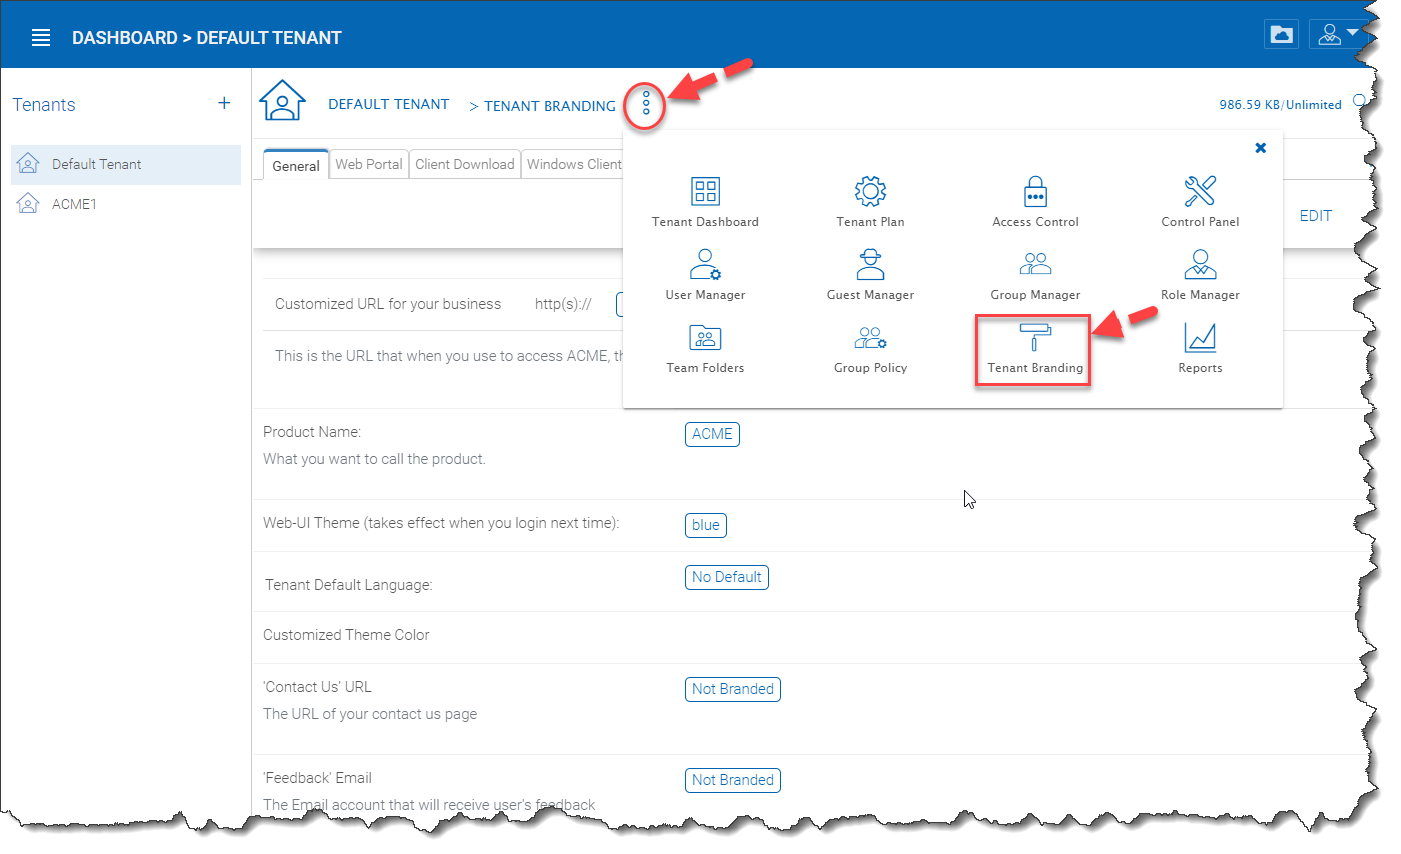 DASHBOARD > DEFAULT TENANT
Tenants +
DEFAULT TENANT > TENANT BRANDING
986.59 KB/Unlimited
Default Tenant
ACME1
General Web Portal Client Download Windows Client
EDIT
Tenant Dashboard Tenant Plan Access Control Control Panel
User Manager Guest Manager Group Manager Role Manager
Team Folders Group Policy Tenant Branding Reports
Customized URL for your business http(s)://
This is the URL that when you use to access ACME, th
Product Name: ACME
What you want to call the product.
Web-UI Theme (takes effect when you login next time): blue
Tenant Default Language: No Default
Customized Theme Color
'Contact Us' URL Not Branded
The URL of your contact us page
'Feedback' Email Not Branded
The Email account that will receive user's feedback